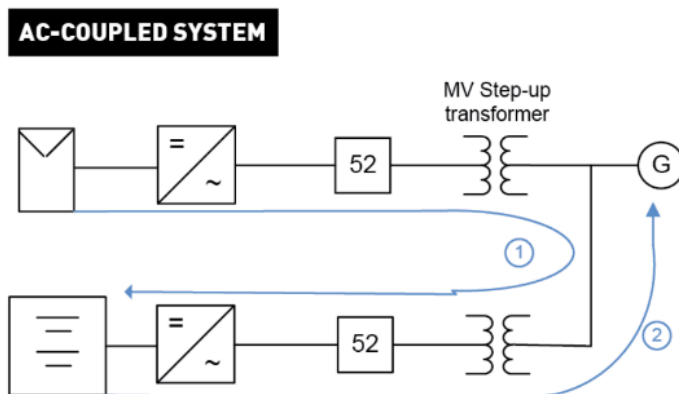 AC-COUPLED SYSTEM
MV Step-up
transformer
=
~
52
G
1
=
~
52
2